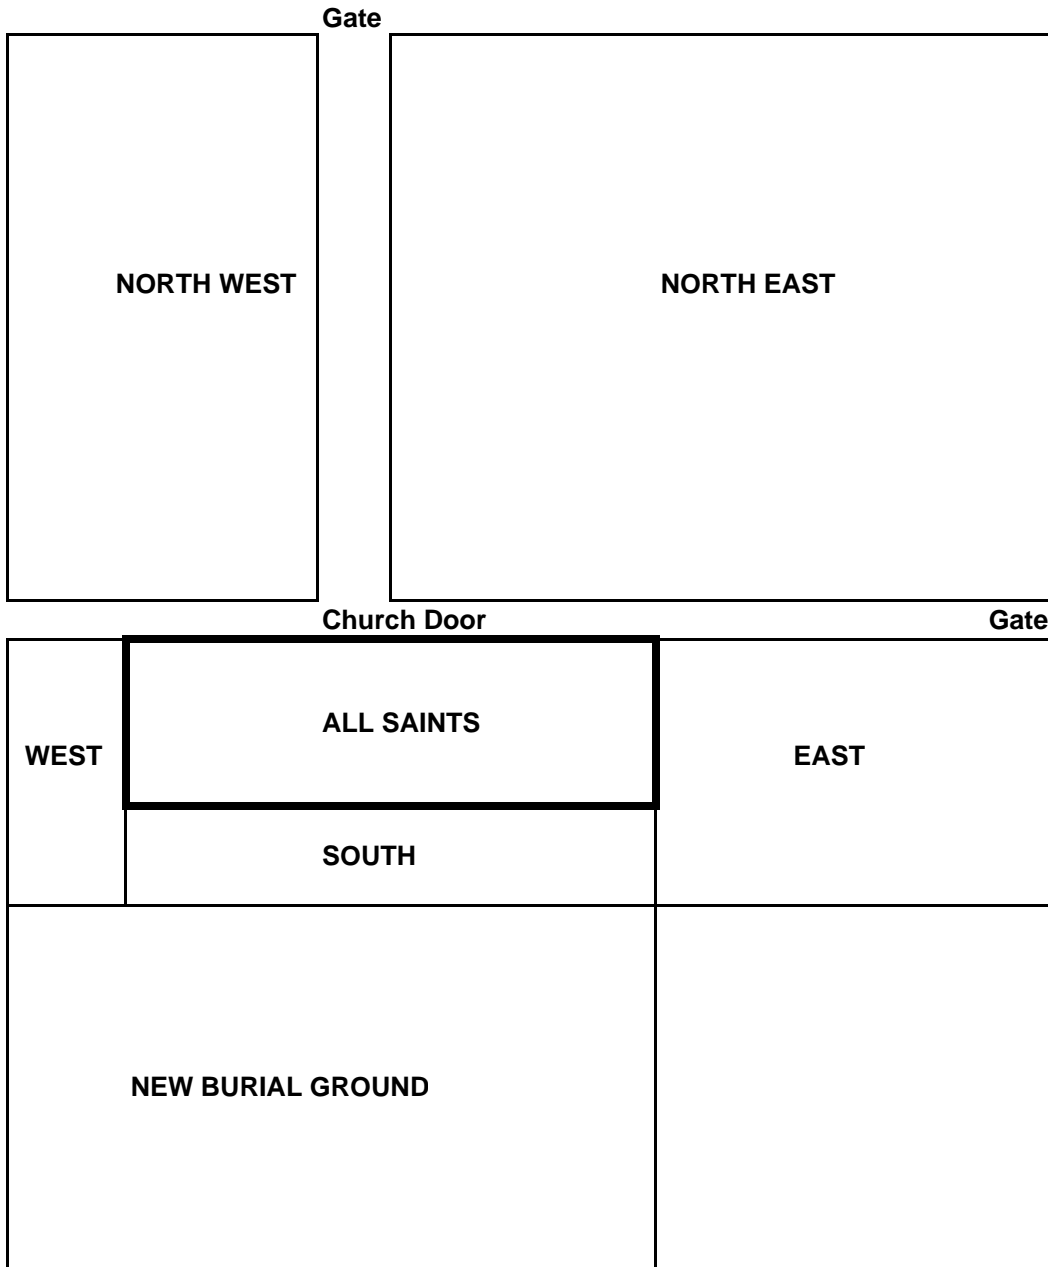 Gate
NORTH WEST
NORTH EAST
Church Door
Gate
ALL SAINTS
WEST
EAST
SOUTH
NEW BURIAL GROUND